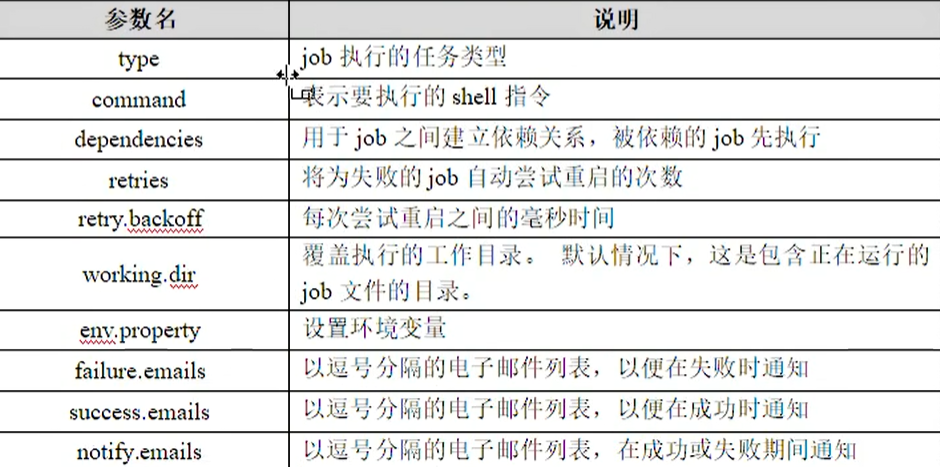 参数名 说明
type job 执行的任务类型
command 表示要执行的 shell 指令
dependencies 用于 job 之间建立依赖关系，被依赖的 job 先执行
retries 将为失败的 job 自动尝试重启的次数
retry.backoff 每次尝试重启之间的毫秒时间
working.dir 覆盖执行的工作目录。 默认情况下，这是包含正在运行的
job 文件的目录。
env.property 设置环境变量
failure.emails 以逗号分隔的电子邮件列表，以便在失败时通知
success.emails 以逗号分隔的电子邮件列表，以便在成功时通知
notify.emails 以逗号分隔的电子邮件列表，在成功或失败期间通知